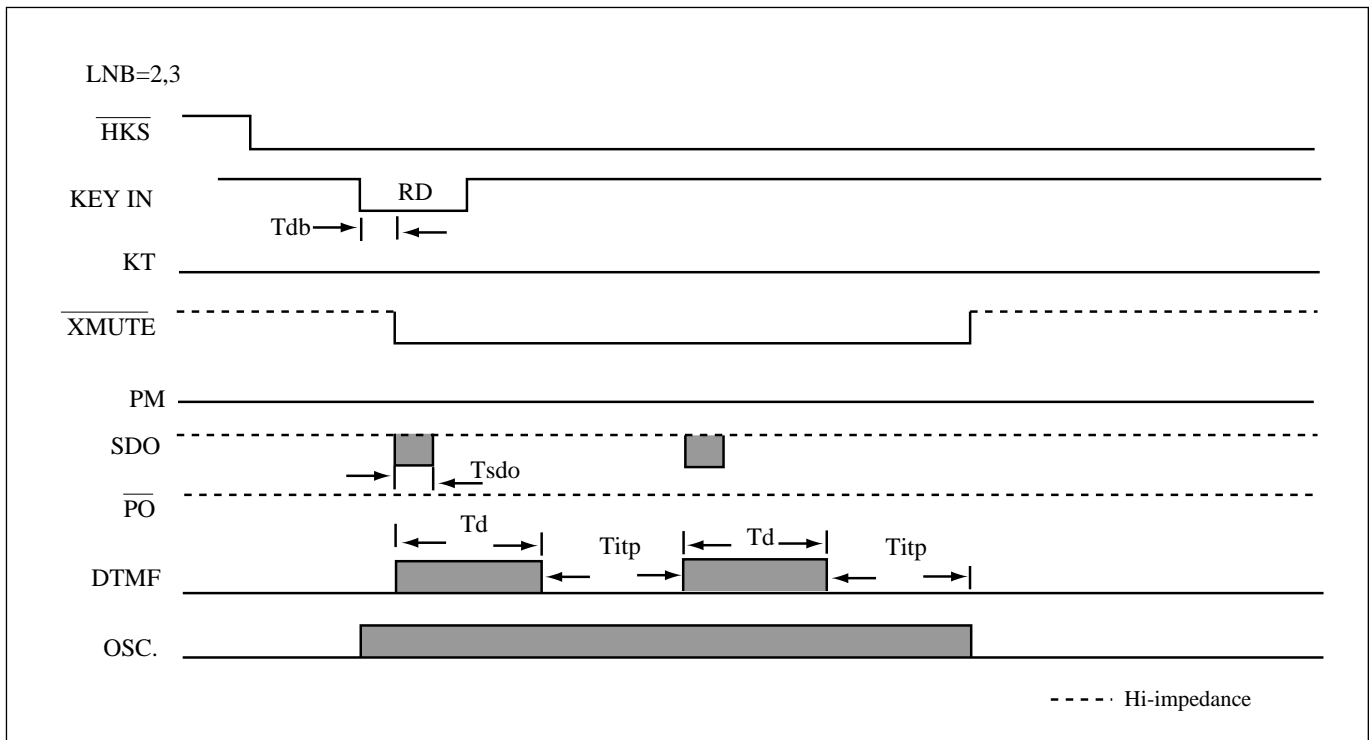 LNB=2,3
HKS
KEY IN
RD
Tdb
KT
XMUTE
PM
SDO
Tsdo
PO
Td
Titp
Td
Titp
DTMF
OSC.
Hi-impedance